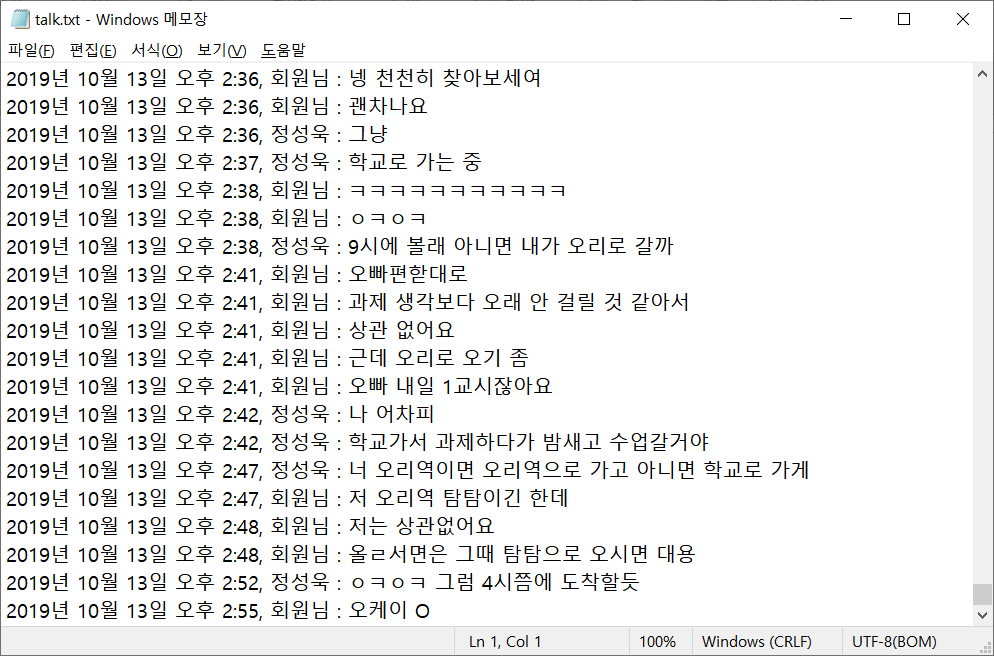 talk.txt - Windows 메모장
파일(F) 편집(E) 서식(O) 보기(V) 도움말
2019년 10월 13일 오후 2:36, 회원님 : 넹 천천히 찾아보세여
2019년 10월 13일 오후 2:36, 회원님 : 괜차나요
2019년 10월 13일 오후 2:36, 정성욱 : 그냥
2019년 10월 13일 오후 2:37, 정성욱 : 학교로 가는 중
2019년 10월 13일 오후 2:38, 회원님 : ㅋㅋㅋㅋㅋㅋㅋㅋㅋㅋㅋ
2019년 10월 13일 오후 2:38, 회원님 : ㅇㅋㅇㅋ
2019년 10월 13일 오후 2:38, 정성욱 : 9시에 볼래 아니면 내가 오리로 갈까
2019년 10월 13일 오후 2:41, 회원님 : 오빠편핟대로
2019년 10월 13일 오후 2:41, 회원님 : 과제 생각보다 오래 안 걸릴 것 같아서
2019년 10월 13일 오후 2:41, 회원님 : 상관 없어요
2019년 10월 13일 오후 2:41, 회원님 : 근데 오리로 오기 좀
2019년 10월 13일 오후 2:41, 회원님 : 오빠 내일 1교시잖아요
2019년 10월 13일 오후 2:42, 정성욱 : 나 어차피
2019년 10월 13일 오후 2:42, 정성욱 : 학교가서 과제하다가 밤새고 수업갈거야
2019년 10월 13일 오후 2:47, 정성욱 : 너 오리역이면 오리역으로 가고 아니면 학교로 가게
2019년 10월 13일 오후 2:47, 회원님 : 저 오리역 탐탐이긴 한데
2019년 10월 13일 오후 2:48, 회원님 : 저는 상관없어요
2019년 10월 13일 오후 2:48, 회원님 : 올ㄹ서면은 그때 탐탐으로 오시면 대용
2019년 10월 13일 오후 2:52, 정성욱 : ㅇㅋㅇㅋ 그럼 4시쯤에 도착할듯
2019년 10월 13일 오후 2:55, 회원님 : 오케이 O
Ln 1, Col 1 100% Windows (CRLF) UTF-8(BOM)